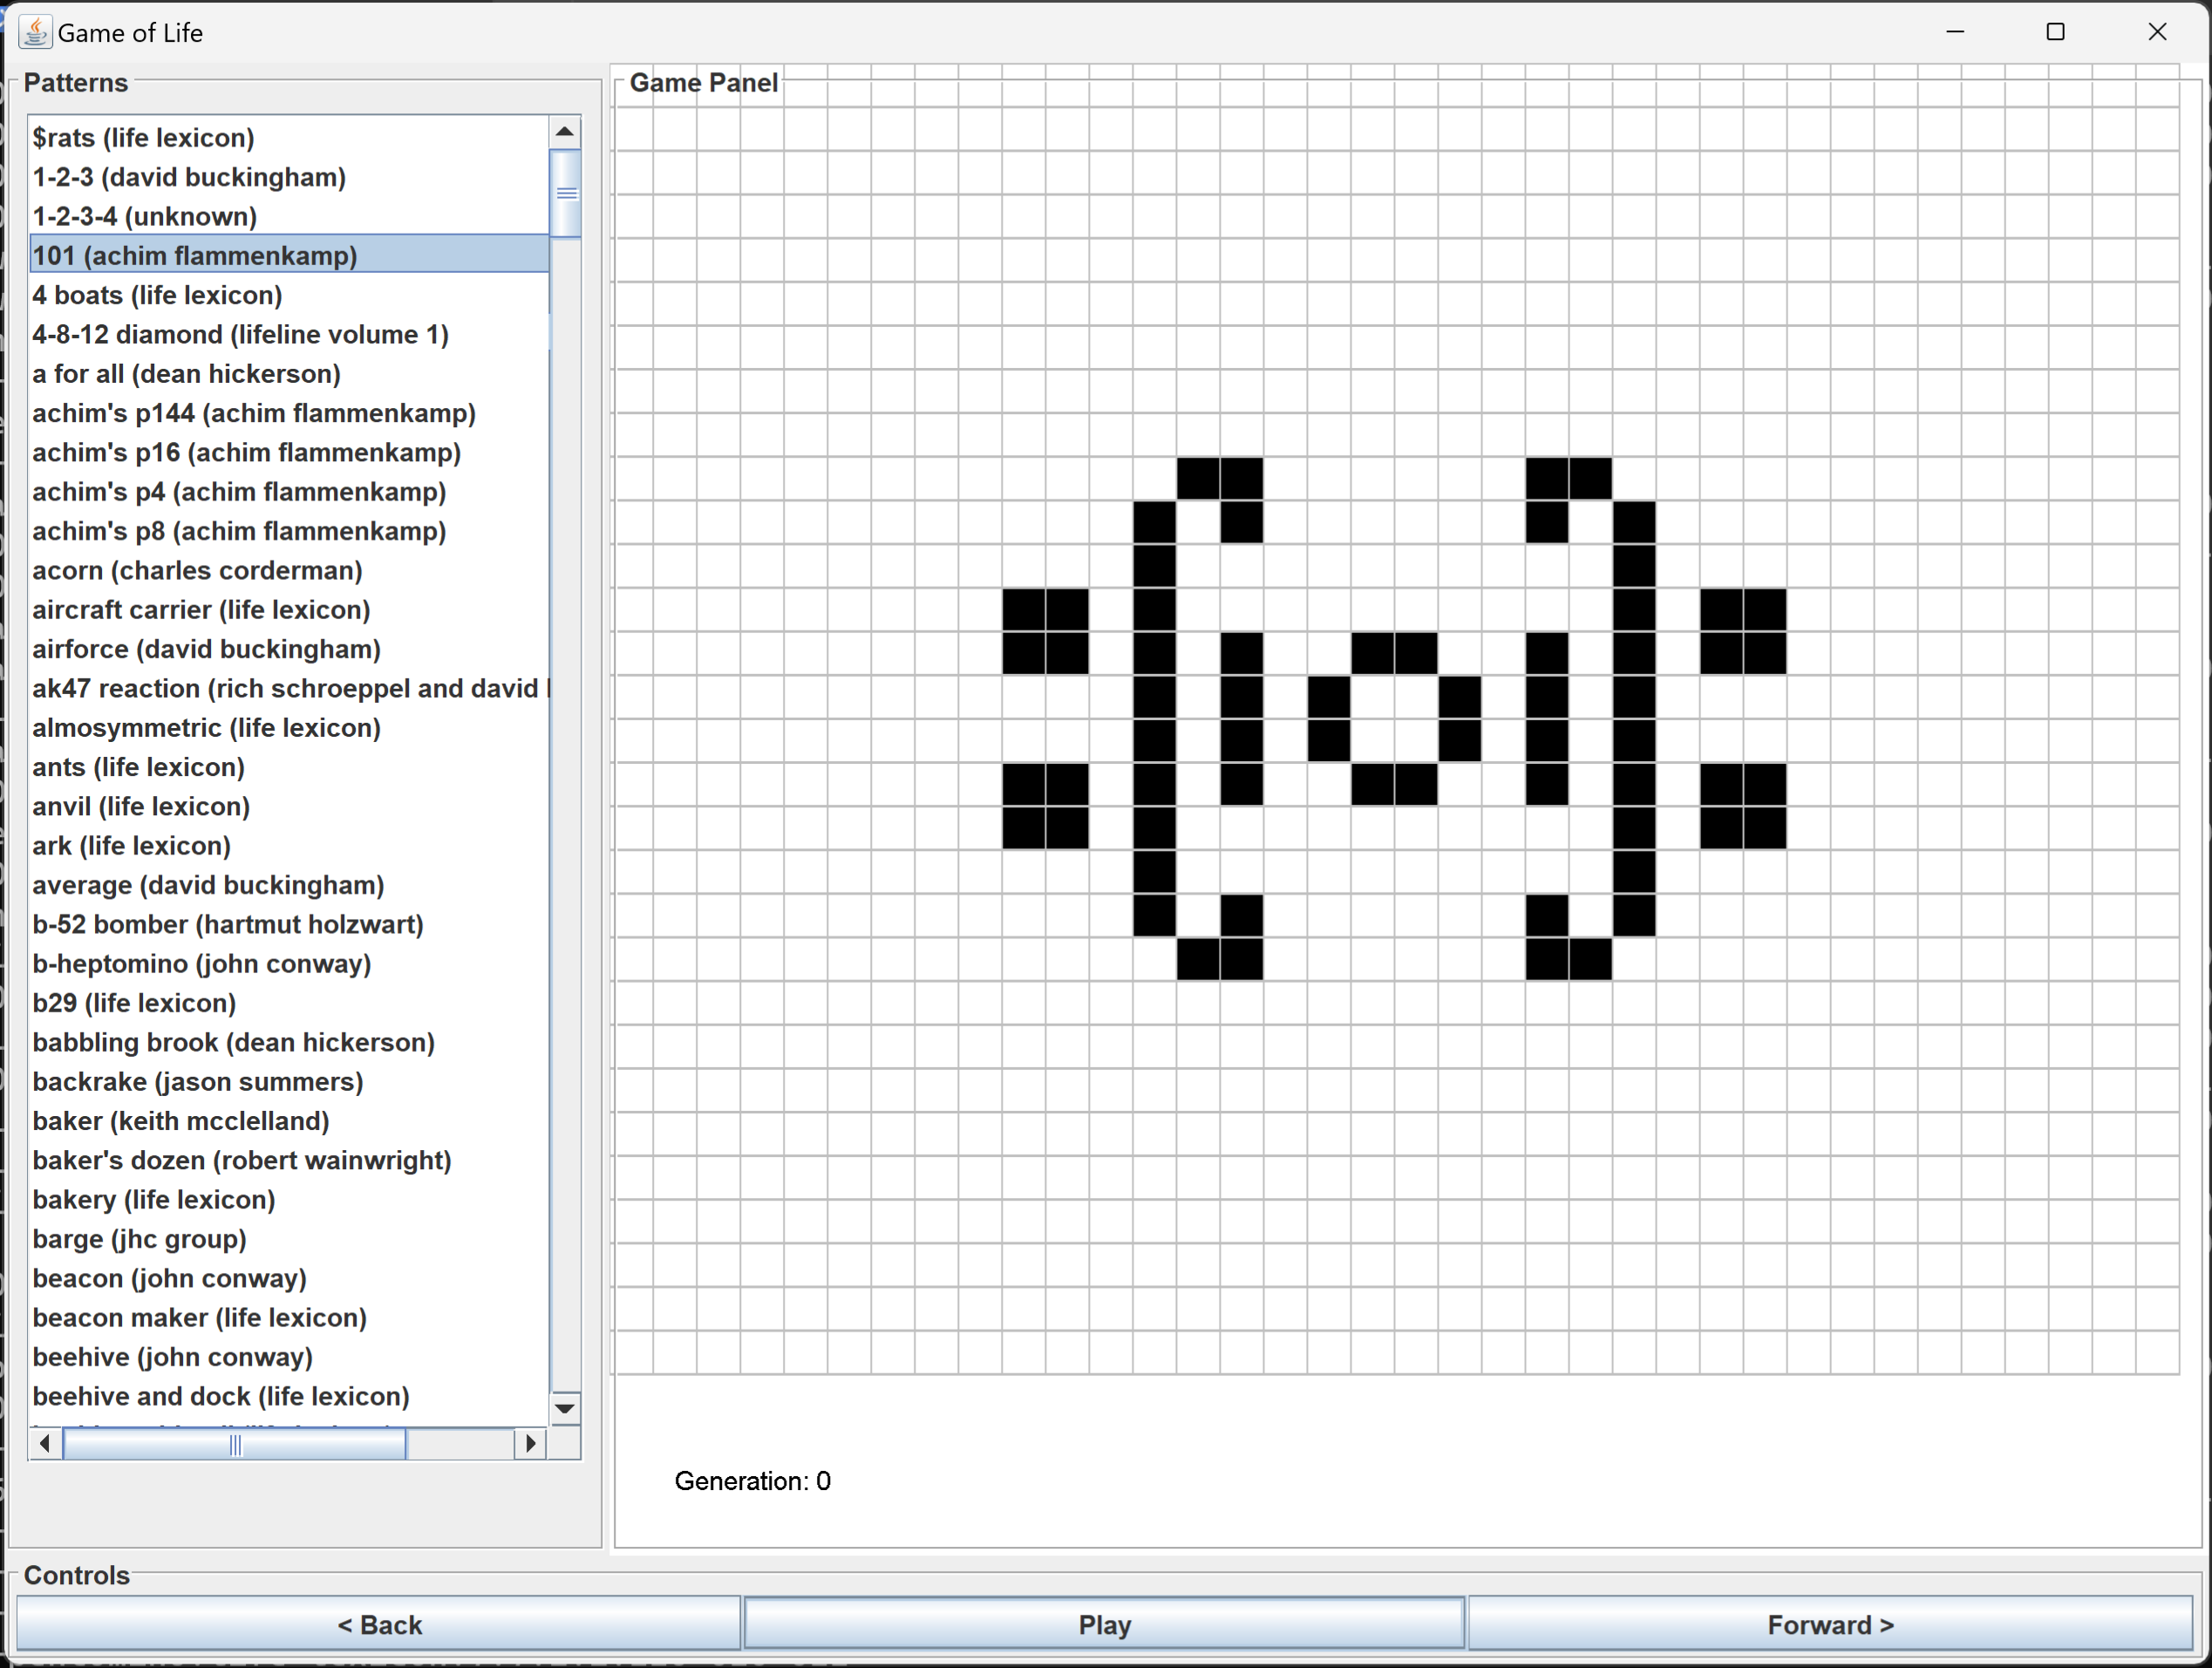 Game of Life
Patterns
$rats (life lexicon)
1-2-3 (david buckingham)
1-2-3-4 (unknown)
101 (achim flammenkamp)
4 boats (life lexicon)
4-8-12 diamond (lifeline volume 1)
a for all (dean hickerson)
achim's p144 (achim flammenkamp)
achim's p16 (achim flammenkamp)
achim's p4 (achim flammenkamp)
achim's p8 (achim flammenkamp)
acorn (charles corderman)
aircraft carrier (life lexicon)
airforce (david buckingham)
ak47 reaction (rich schroeppel and david
almosymmetric (life lexicon)
ants (life lexicon)
anvil (life lexicon)
ark (life lexicon)
average (david buckingham)
b-52 bomber (hartmut holzwart)
b-heptomino (john conway)
b29 (life lexicon)
babbling brook (dean hickerson)
backrake (jason summers)
baker (keith mcclelland)
baker's dozen (robert wainwright)
bakery (life lexicon)
barge (jhc group)
beacon (john conway)
beacon maker (life lexicon)
beehive (john conway)
beehive and dock (life lexicon)
Game Panel
Generation: 0
Controls
< Back
Play
Forward >